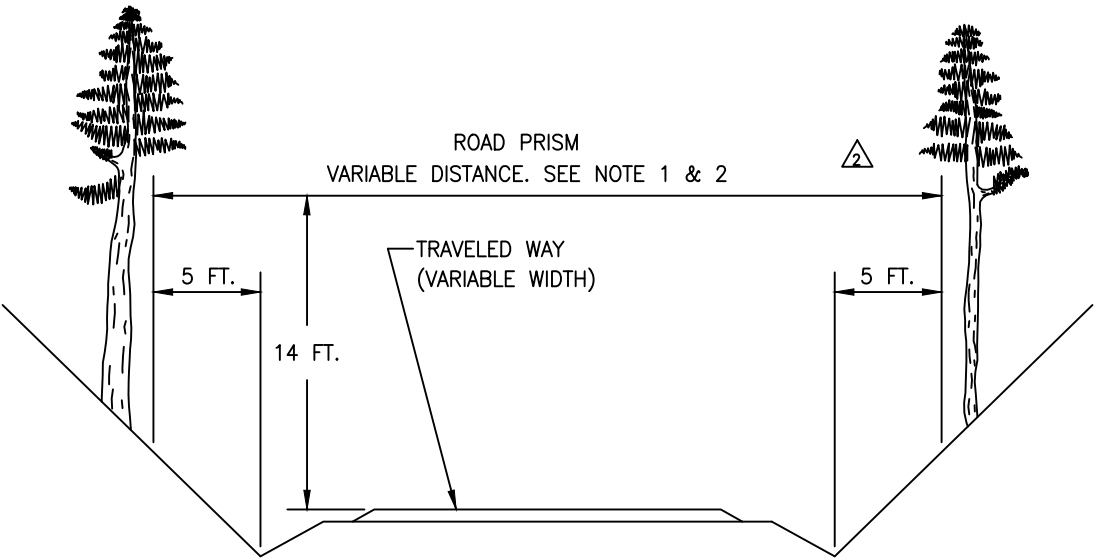 ROAD PRISM
VARIABLE DISTANCE. SEE NOTE 1 & 2
2
TRAVELED WAY
(VARIABLE WIDTH)
5 FT.
5 FT.
14 FT.